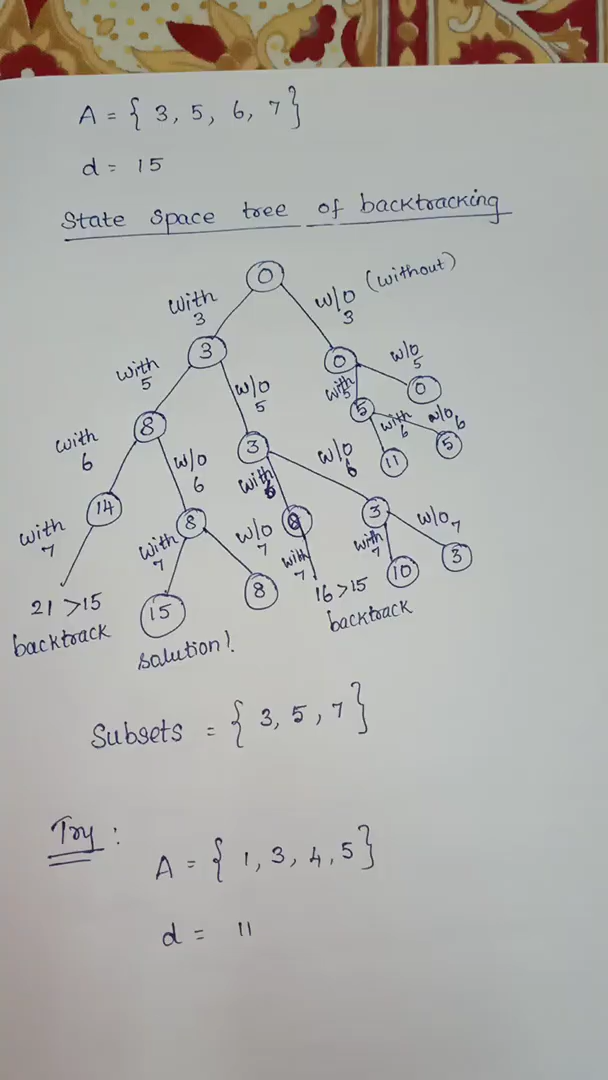 A = { 3, 5, 6, 7 }
d = 15
State space tree of backtracking
0
with 3
w/o 3 (without)
3
0
with 5
w/o 5
with 5
w/o 5
8
3
5
0
with 6
w/o 6
with 6
w/o 6
with 6
w/o 6
14
8
3
11
5
with 7
with 7
w/o 7
with 7
with 7
w/o 7
21 >15
backtrack
15
8
16 >15
backtrack
10
3
solution!
Subsets = { 3, 5, 7 }
Try :
A = { 1, 3, 4, 5 }
d = 11